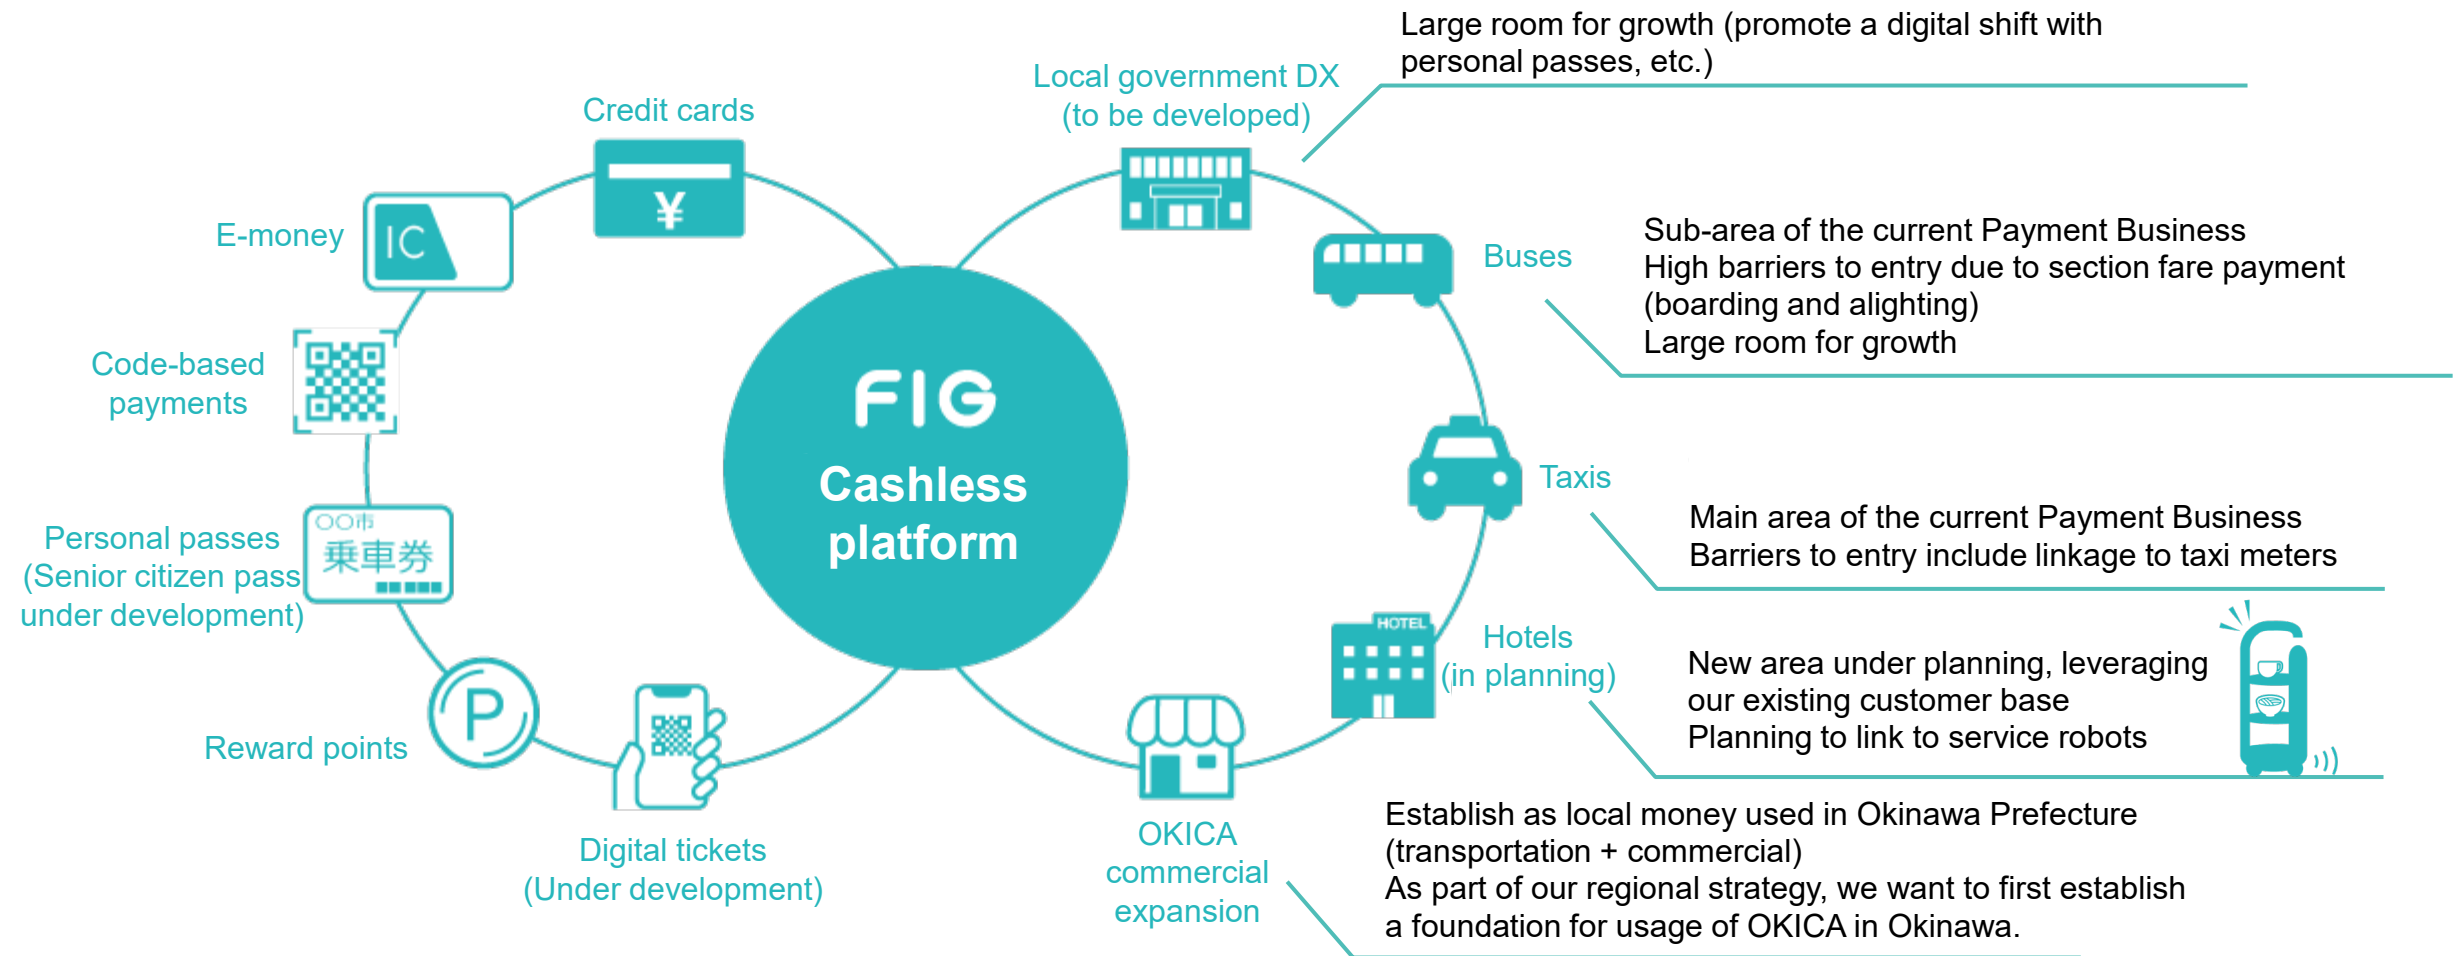 Large room for growth (promote a digital shift with
personal passes, etc.)
Local government DX
(to be developed)
Credit cards
¥
E-money
IC
Buses
Sub-area of the current Payment Business
High barriers to entry due to section fare payment
(boarding and alighting)
Large room for growth
Code-based
payments
FIG
Cashless
platform
Taxis
Main area of the current Payment Business
Barriers to entry include linkage to taxi meters
Personal passes
(Senior citizen pass
under development)
〇〇市
乗車券
HOTEL
Hotels
(in planning)
New area under planning, leveraging
our existing customer base
Planning to link to service robots
P
Reward points
Digital tickets
(Under development)
OKICA
commercial
expansion
Establish as local money used in Okinawa Prefecture
(transportation + commercial)
As part of our regional strategy, we want to first establish
a foundation for usage of OKICA in Okinawa.